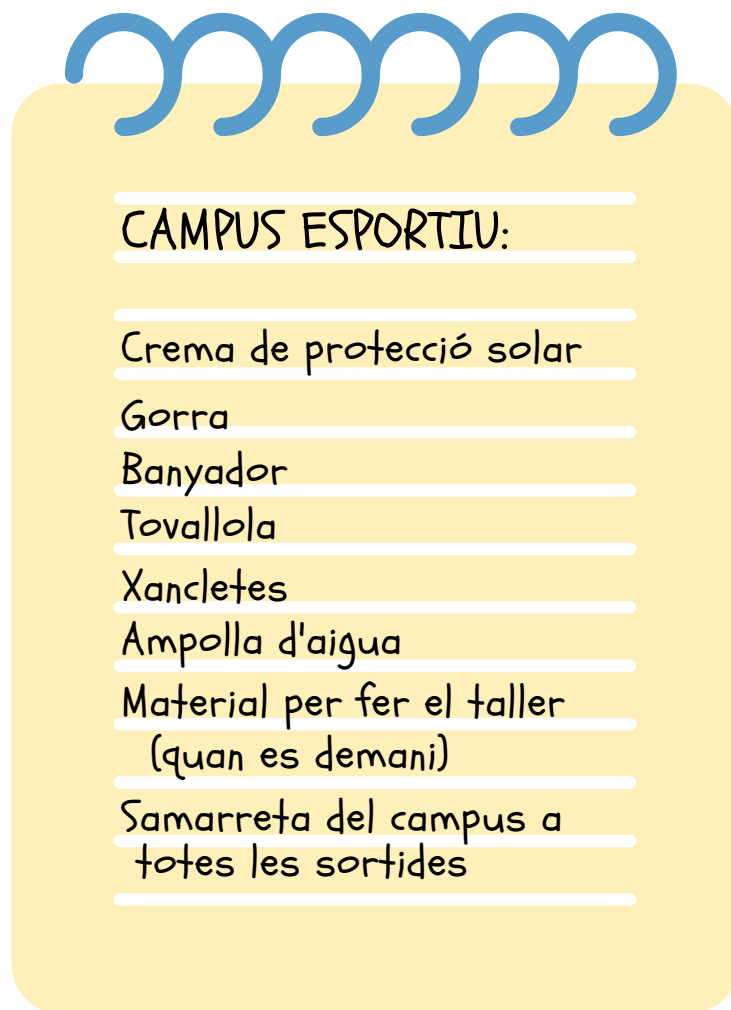 CAMPUS ESPORTIU:
Crema de protecció solar
Gorra
Banyador
Tovallola
Xancletes
Ampolla d'aigua
Material per fer el taller
(quan es demani)
Samarreta del campus a
totes les sortides